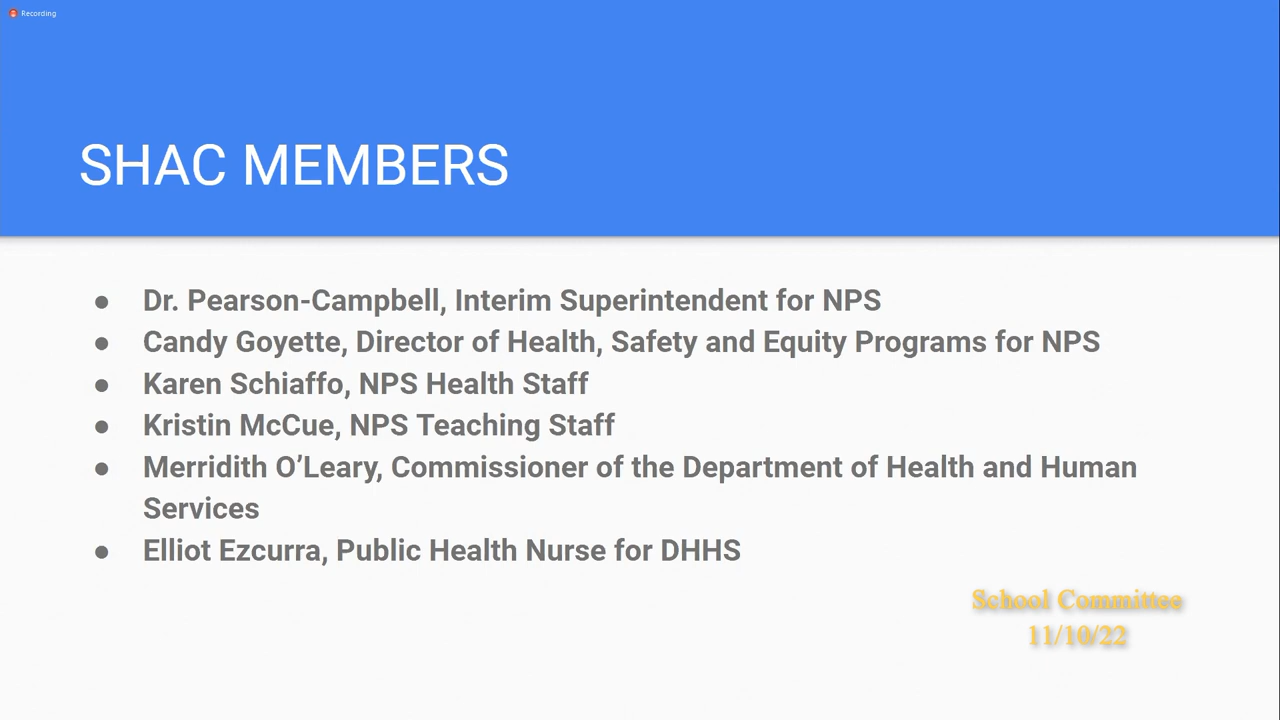 Recording
SHAC MEMBERS
● Dr. Pearson-Campbell, Interim Superintendent for NPS
● Candy Goyette, Director of Health, Safety and Equity Programs for NPS
● Karen Schiaffo, NPS Health Staff
● Kristin McCue, NPS Teaching Staff
● Merridith O’Leary, Commissioner of the Department of Health and Human
Services
● Elliot Ezcurra, Public Health Nurse for DHHS
School Committee
11/10/22